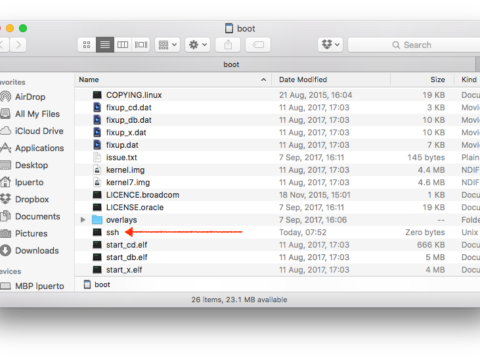 boot
Search
boot
Name Date Modified Size Kind
COPYING.linux 21 Aug, 2015, 16:04 19 KB Docu
fixup_cd.dat 11 Aug, 2017, 17:03 3 KB Movi
fixup_db.dat 11 Aug, 2017, 17:03 10 KB Movi
fixup_x.dat 11 Aug, 2017, 17:03 10 KB Movi
fixup.dat 11 Aug, 2017, 17:03 7 KB Movi
issue.txt 7 Sep, 2017, 16:11 145 bytes Plain
kernel.img 11 Aug, 2017, 17:03 4.4 MB NDIF
kernel7.img 11 Aug, 2017, 17:03 4.6 MB NDIF
LICENCE.broadcom 18 Nov, 2015, 16:01 1 KB Docu
LICENSE.oracle 7 Sep, 2017, 16:11 19 KB Docu
overlays 7 Sep, 2017, 16:06 -- Folde
ssh Today, 07:52 Zero bytes Unix
start_cd.elf 11 Aug, 2017, 17:03 666 KB Docu
start_db.elf 11 Aug, 2017, 17:03 5 MB Docu
start_x.elf 11 Aug, 2017, 17:03 4 MB Docu
avorites
AirDrop
All My Files
iCloud Drive
Applications
Desktop
lpuerto
Dropbox
Documents
Pictures
Downloads
evices
MBP lpuerto
boot
26 items, 23.1 MB available